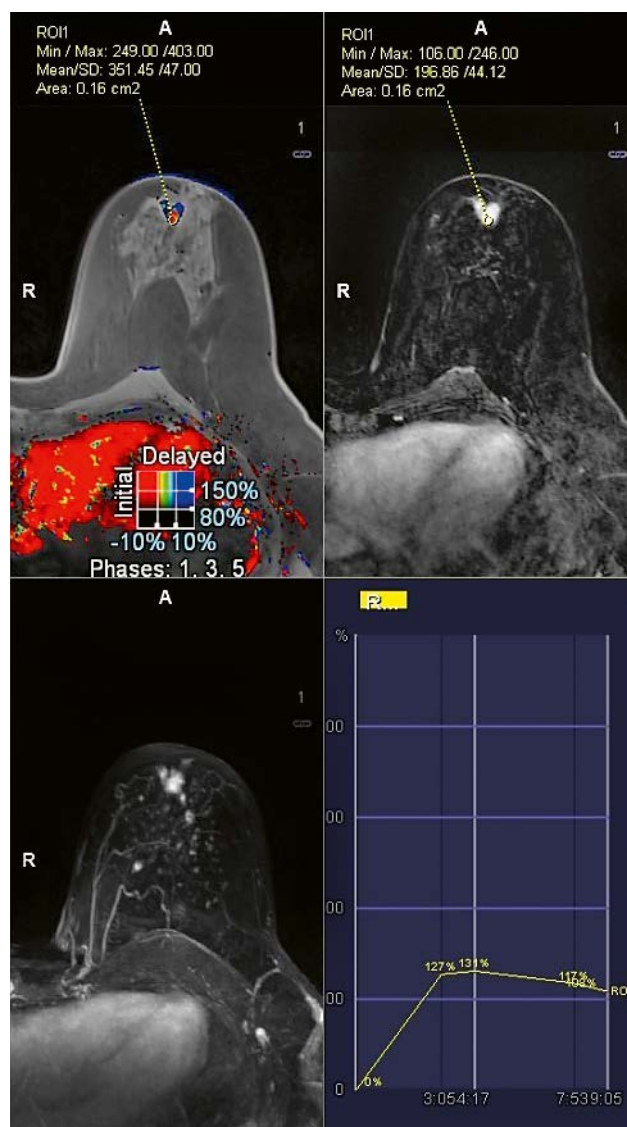 A
ROI1
Min / Max: 249.00 /403.00
Mean/SD: 351.45 /47.00
Area: 0.16 cm2
1
R
Delayed
Initial
150%
80%
-10% 10%
Phases: 1, 3, 5
A
ROI1
Min / Max: 106.00 /246.00
Mean/SD: 196.86 /44.12
Area: 0.16 cm2
1
R
A
1
R
R....
%
00
00
00
00
0
0%
127%
131%
117%
108%
RO
3:054:17
7:539:05